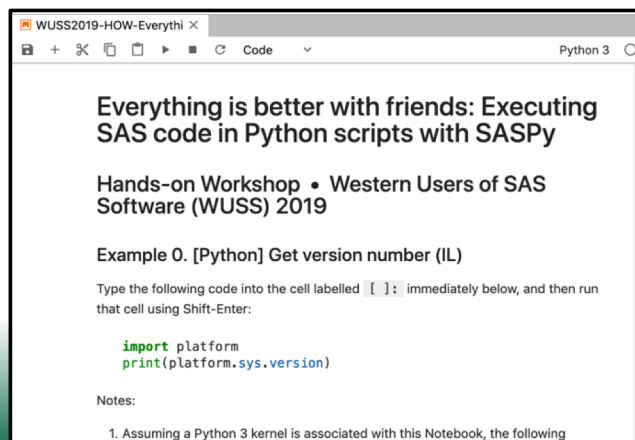 WUSS2019-HOW-Everythi
Code
Python 3
Everything is better with friends: Executing
SAS code in Python scripts with SASPy
Hands-on Workshop • Western Users of SAS
Software (WUSS) 2019
Example 0. [Python] Get version number (IL)
Type the following code into the cell labelled [ ]: immediately below, and then run
that cell using Shift-Enter:
import platform
print(platform.sys.version)
Notes:
1. Assuming a Python 3 kernel is associated with this Notebook, the following